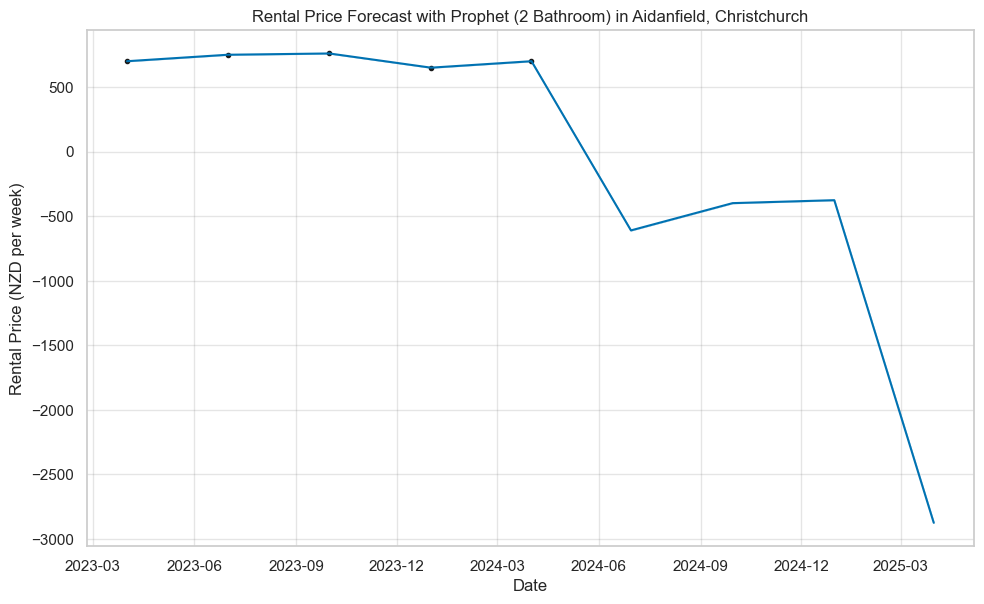 Rental Price Forecast with Prophet (2 Bathroom) in Aidanfield, Christchurch
Rental Price (NZD per week)
500
0
−500
−1000
−1500
−2000
−2500
−3000
2023-03 2023-06 2023-09 2023-12 2024-03 2024-06 2024-09 2024-12 2025-03
Date